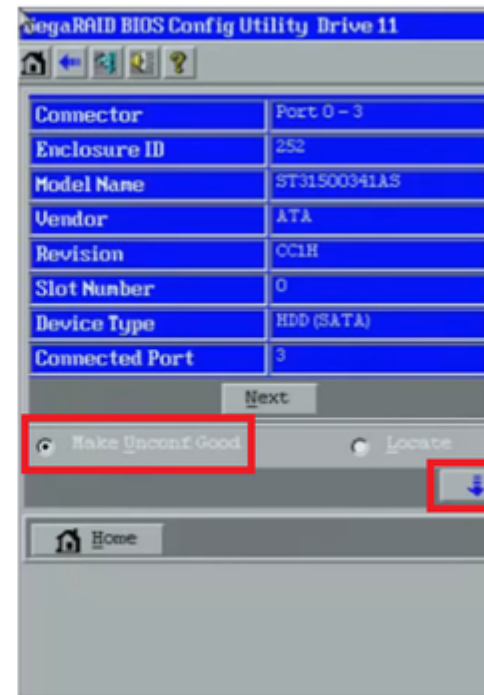 MegaRAID BIOS Config Utility Drive 11
Connector Port 0 - 3
Enclosure ID 252
Model Name ST31500341AS
Vendor ATA
Revision CC1H
Slot Number 0
Device Type HDD (SATA)
Connected Port 3
Next
Make Unconf Good Locate
Home